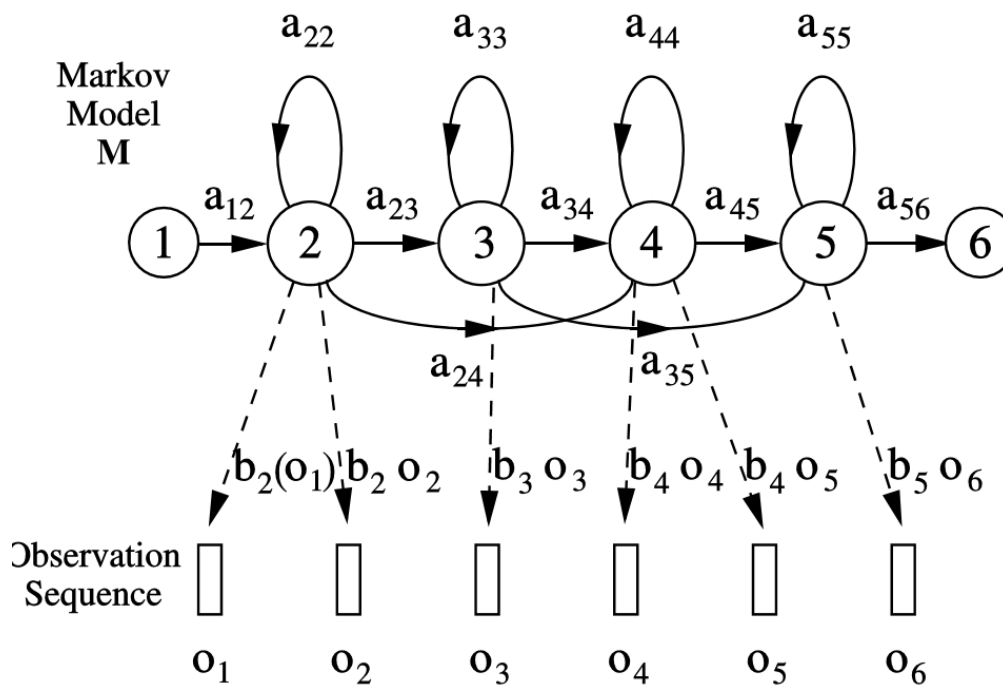 a22 a33 a44 a55
Markov
Model
M
a12 a23 a34 a45 a56
1 2 3 4 5 6
a24 a35
b2(o1) b2 o2 b3 o3 b4 o4 b4 o5 b5 o6
Observation
Sequence
o1 o2 o3 o4 o5 o6